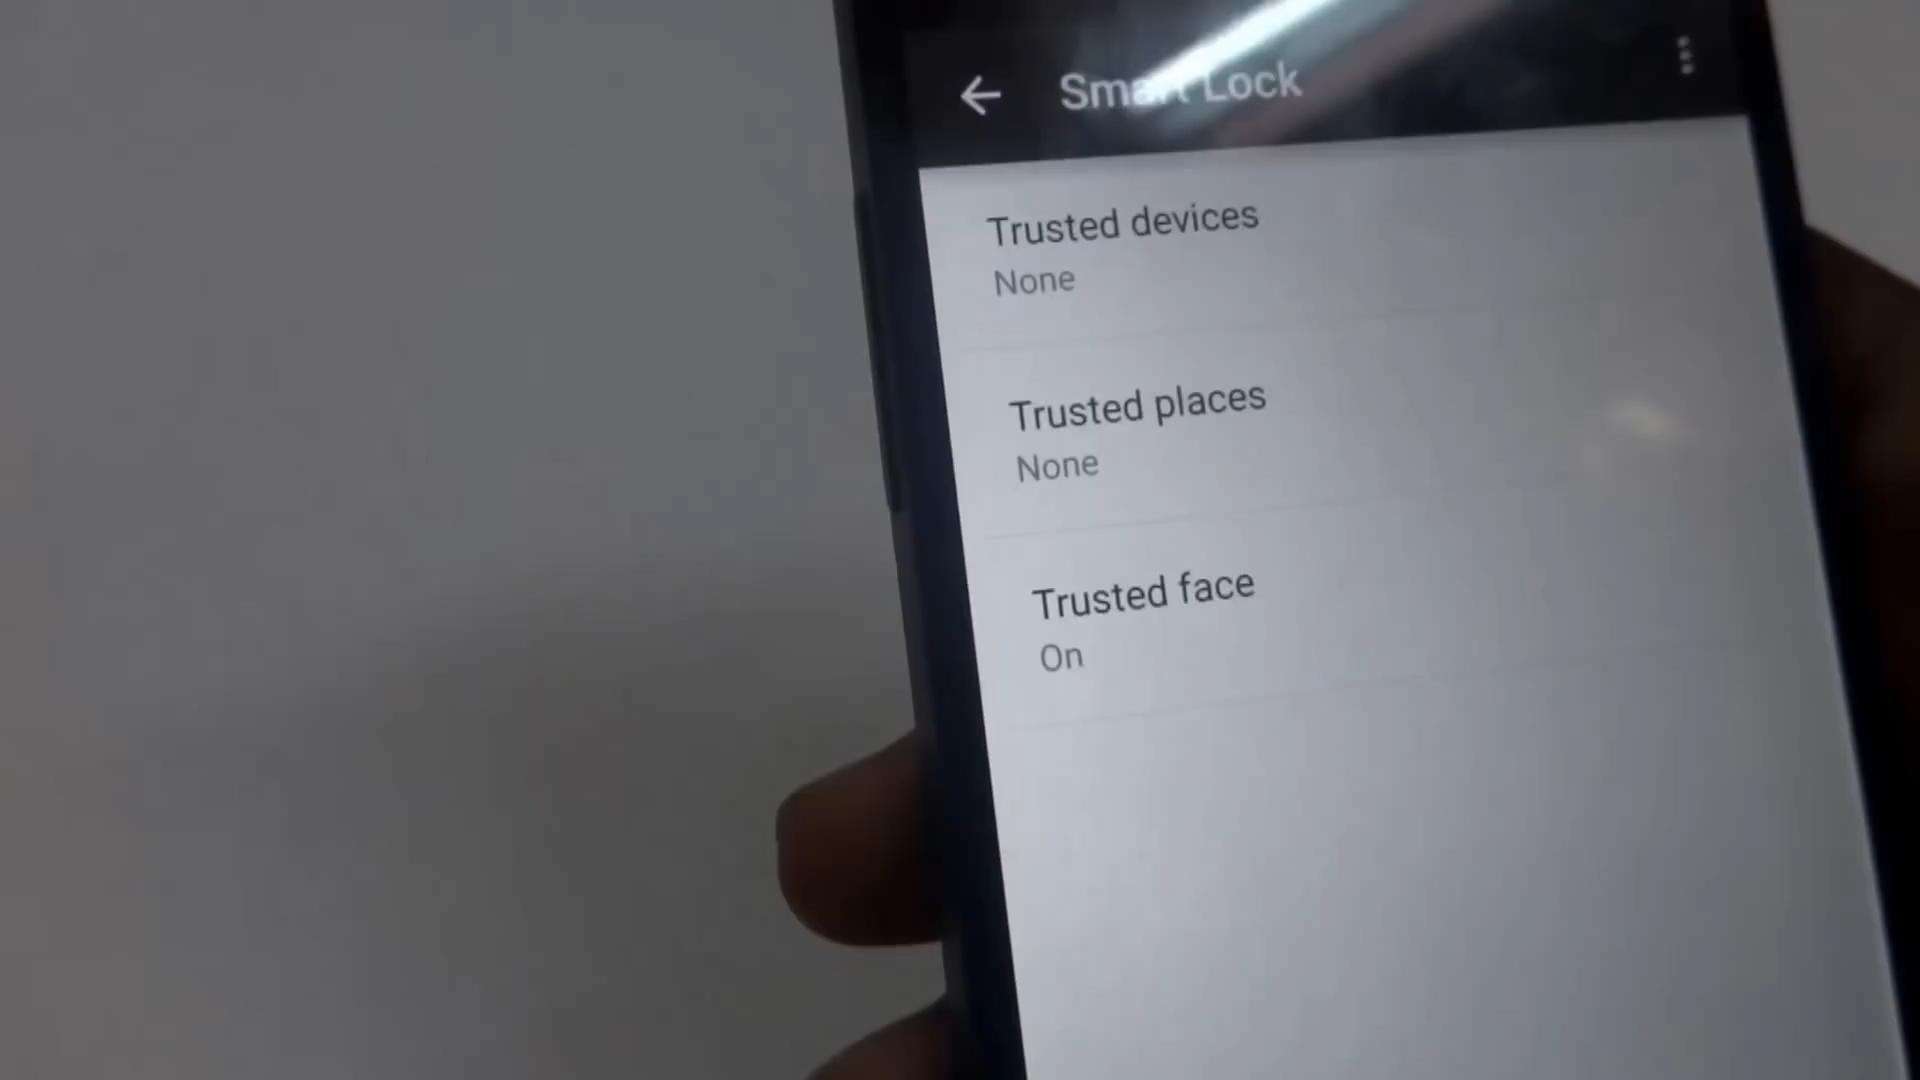 Smart Lock
Trusted devices
None
Trusted places
None
Trusted face
On